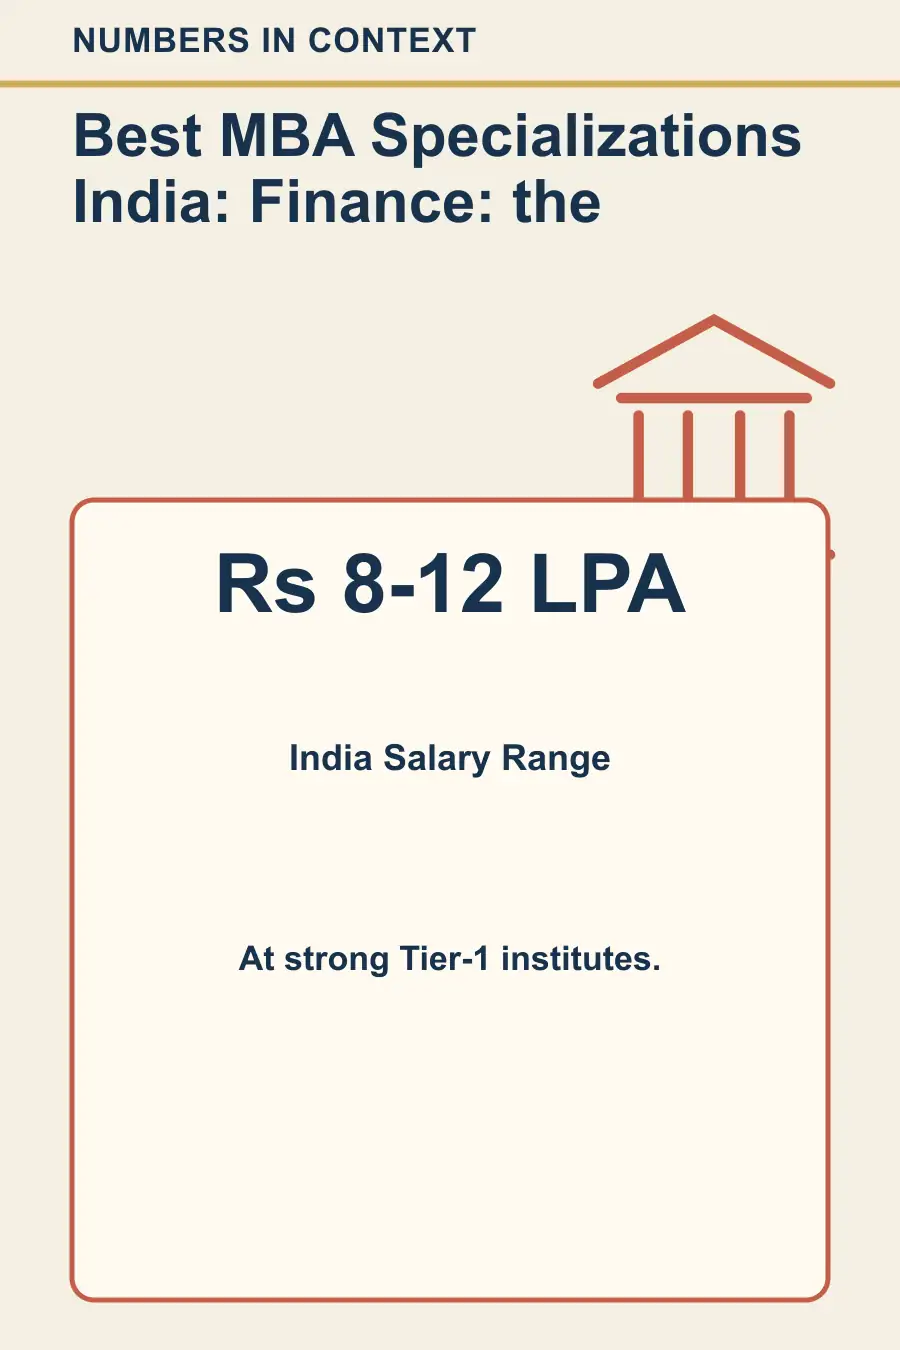 NUMBERS IN CONTEXT
Best MBA Specializations
India: Finance: the
Rs 8-12 LPA
India Salary Range
At strong Tier-1 institutes.